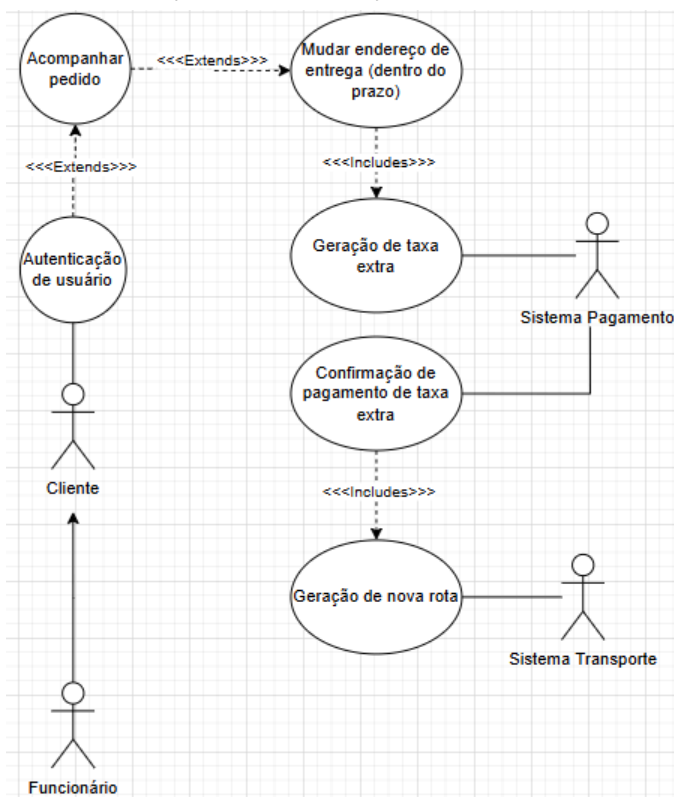 Acompanhar
pedido
<<<Extends>>>
Mudar endereço de
entrega (dentro do
prazo)
<<<Extends>>>
<<<Includes>>>
Autenticação
de usuário
Geração de taxa
extra
Sistema Pagamento
Confirmação de
pagamento de taxa
extra
Cliente
<<<Includes>>>
Geração de nova rota
Sistema Transporte
Funcionário